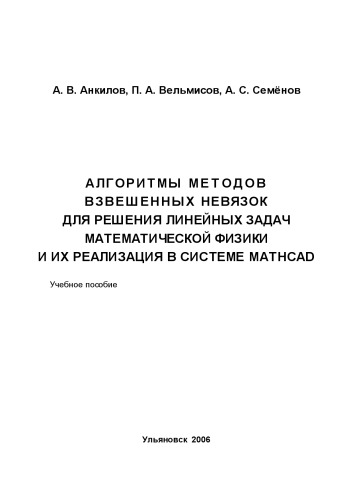 А. В. Анкилов, П. А. Вельмисов, А. С. Семёнов
АЛГОРИТМЫ МЕТОДОВ
ВЗВЕШЕННЫХ НЕВЯЗОК
ДЛЯ РЕШЕНИЯ ЛИНЕЙНЫХ ЗАДАЧ
МАТЕМАТИЧЕСКОЙ ФИЗИКИ
И ИХ РЕАЛИЗАЦИЯ В СИСТЕМЕ MATHCAD
Учебное пособие
Ульяновск 2006